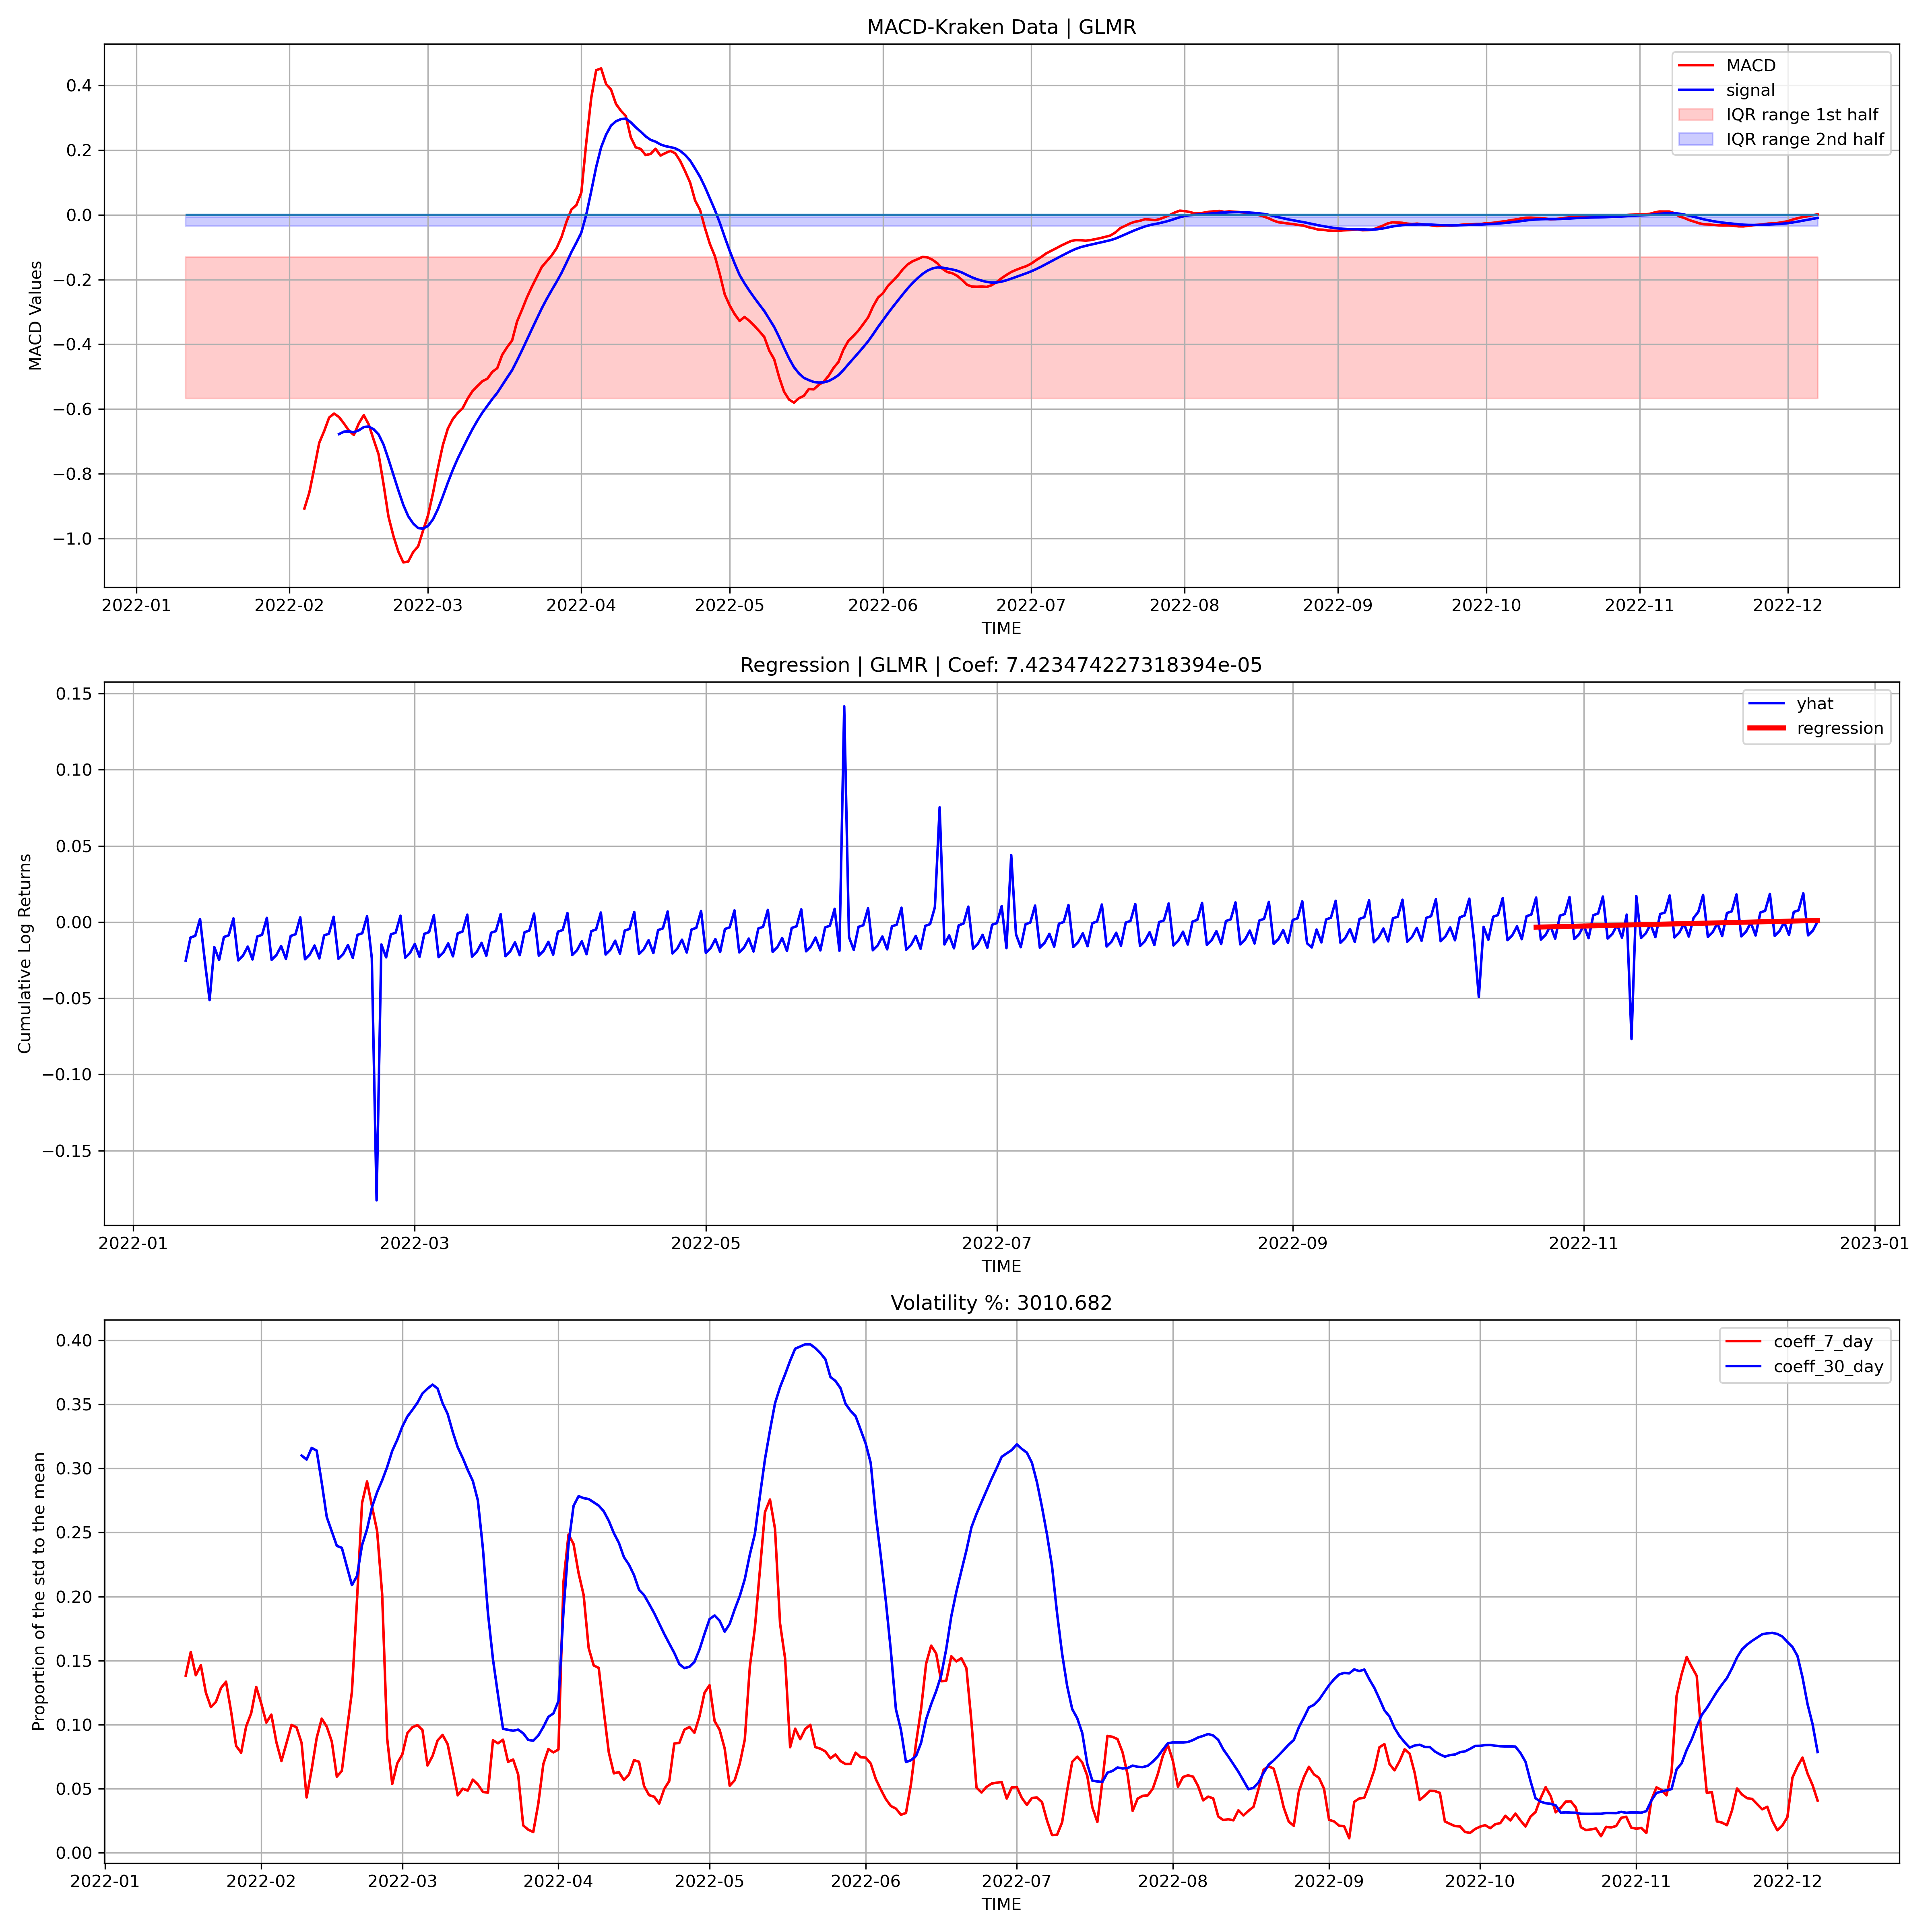 MACD-Kraken Data | GLMR
MACD
signal
IQR range 1st half
IQR range 2nd half
MACD Values
0.4
0.2
0.0
−0.2
−0.4
−0.6
−0.8
−1.0
2022-01 2022-02 2022-03 2022-04 2022-05 2022-06 2022-07 2022-08 2022-09 2022-10 2022-11 2022-12
TIME
Regression | GLMR | Coef: 7.423474227318394e-05
yhat
regression
Cumulative Log Returns
0.15
0.10
0.05
0.00
−0.05
−0.10
−0.15
2022-01 2022-03 2022-05 2022-07 2022-09 2022-11 2023-01
TIME
Volatility %: 3010.682
coeff_7_day
coeff_30_day
Proportion of the std to the mean
0.40
0.35
0.30
0.25
0.20
0.15
0.10
0.05
0.00
2022-01 2022-02 2022-03 2022-04 2022-05 2022-06 2022-07 2022-08 2022-09 2022-10 2022-11 2022-12
TIME